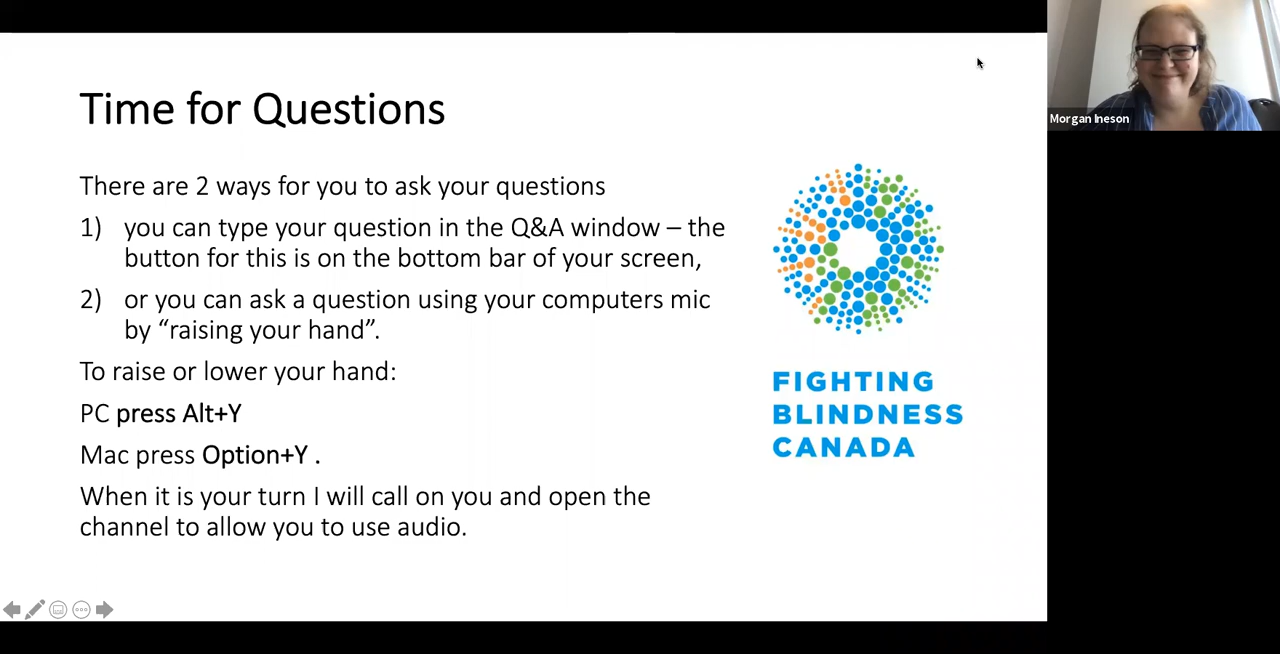 Time for Questions
There are 2 ways for you to ask your questions
1) you can type your question in the Q&A window – the
button for this is on the bottom bar of your screen,
2) or you can ask a question using your computers mic
by “raising your hand”.
To raise or lower your hand:
PC press Alt+Y
Mac press Option+Y .
When it is your turn I will call on you and open the
channel to allow you to use audio.
FIGHTING
BLINDNESS
CANADA
Morgan Ineson